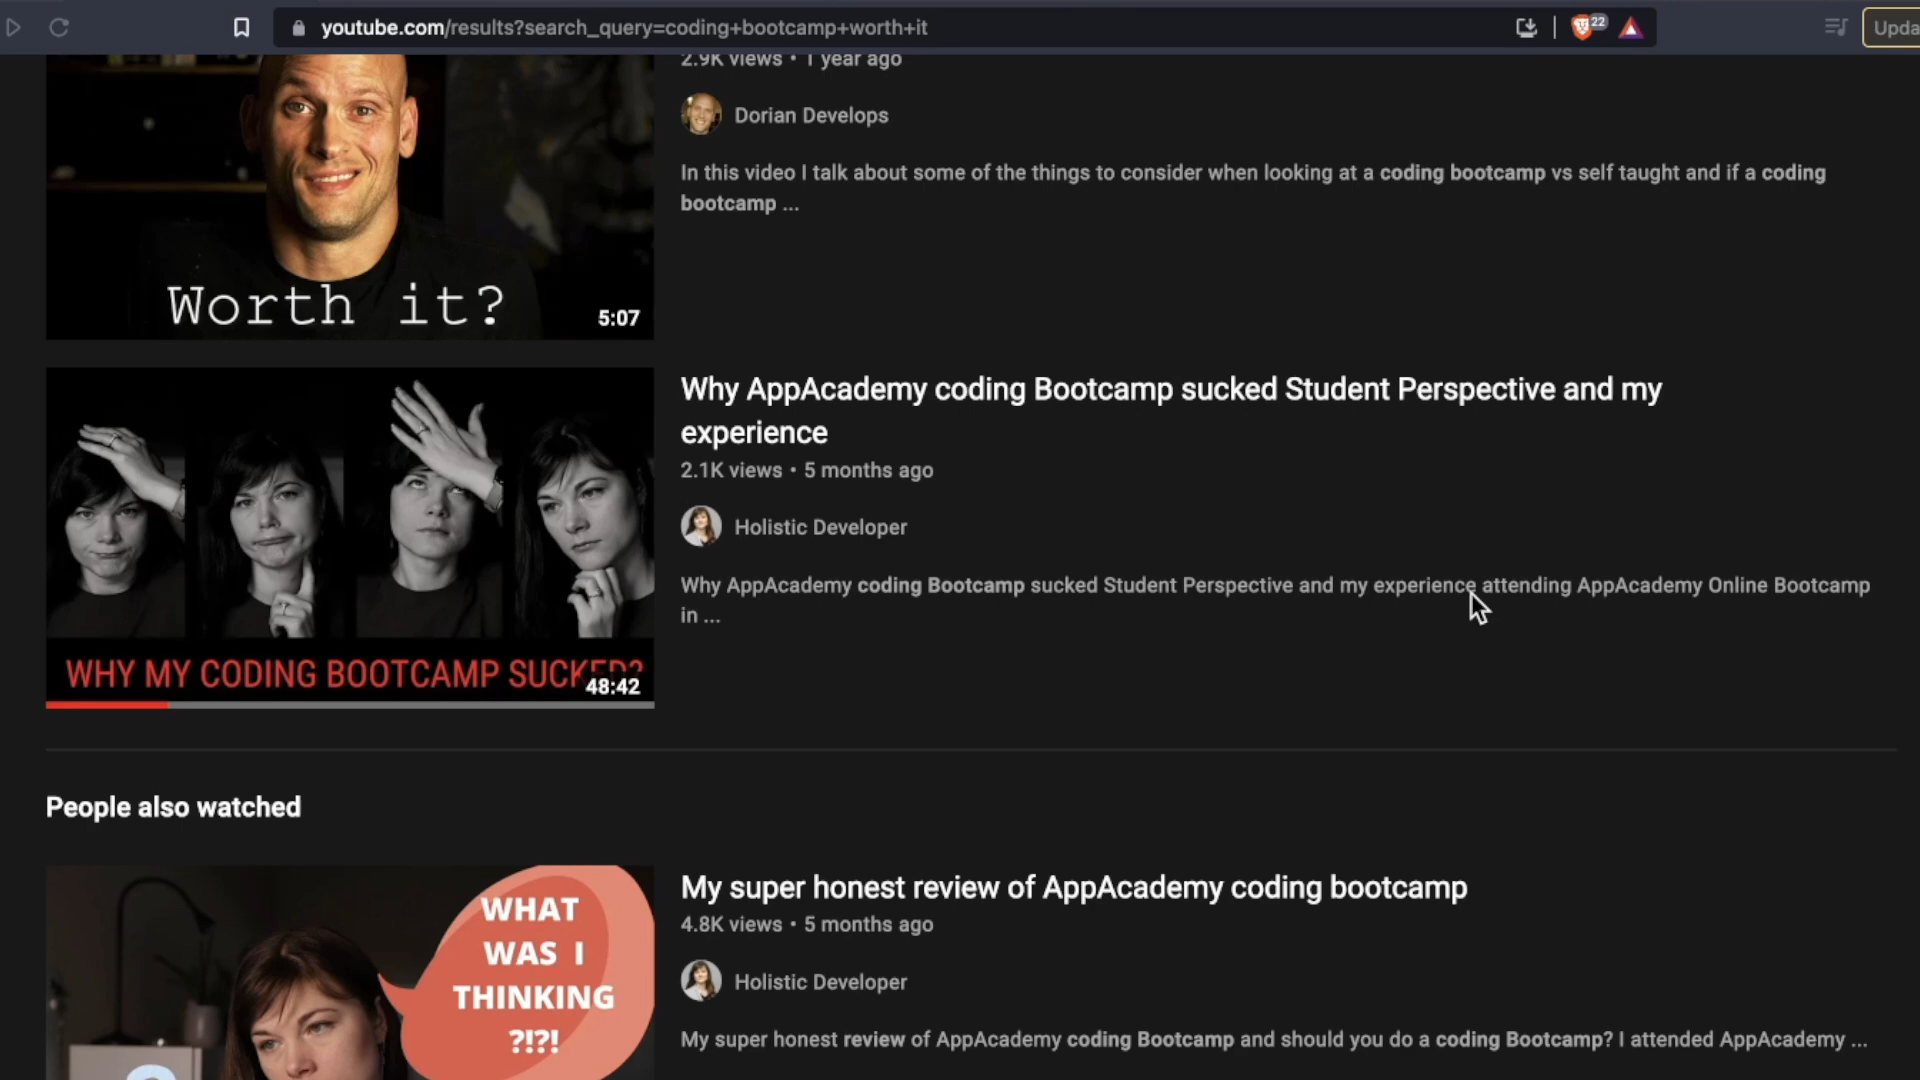 youtube.com/results?search_query=coding+bootcamp+worth+it
22
Upda
2.9K views • 1 year ago
Dorian Develops
In this video I talk about some of the things to consider when looking at a coding bootcamp vs self taught and if a coding
bootcamp ...
Worth it?
5:07
Why AppAcademy coding Bootcamp sucked Student Perspective and my
experience
2.1K views • 5 months ago
Holistic Developer
Why AppAcademy coding Bootcamp sucked Student Perspective and my experience attending AppAcademy Online Bootcamp
in ...
WHY MY CODING BOOTCAMP SUCKED?
48:42
People also watched
WHAT
WAS I
THINKING
?!?!
My super honest review of AppAcademy coding bootcamp
4.8K views • 5 months ago
Holistic Developer
My super honest review of AppAcademy coding Bootcamp and should you do a coding Bootcamp? I attended AppAcademy ...